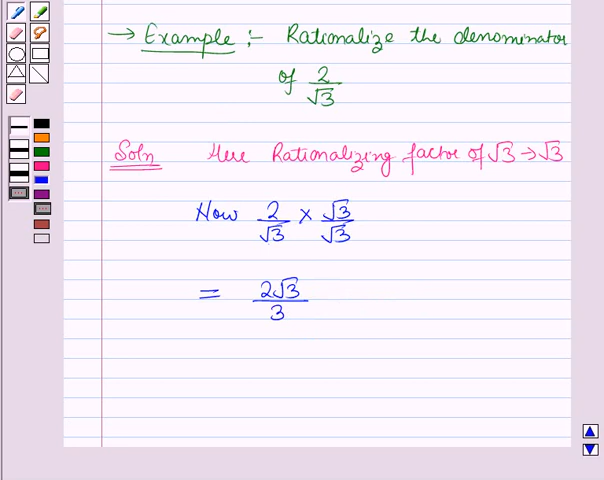 → Example :- Rationalize the denominator
of 2/√3
Soln Here Rationalizing factor of √3 → √3
Now 2/√3 × √3/√3
= 2√3/3